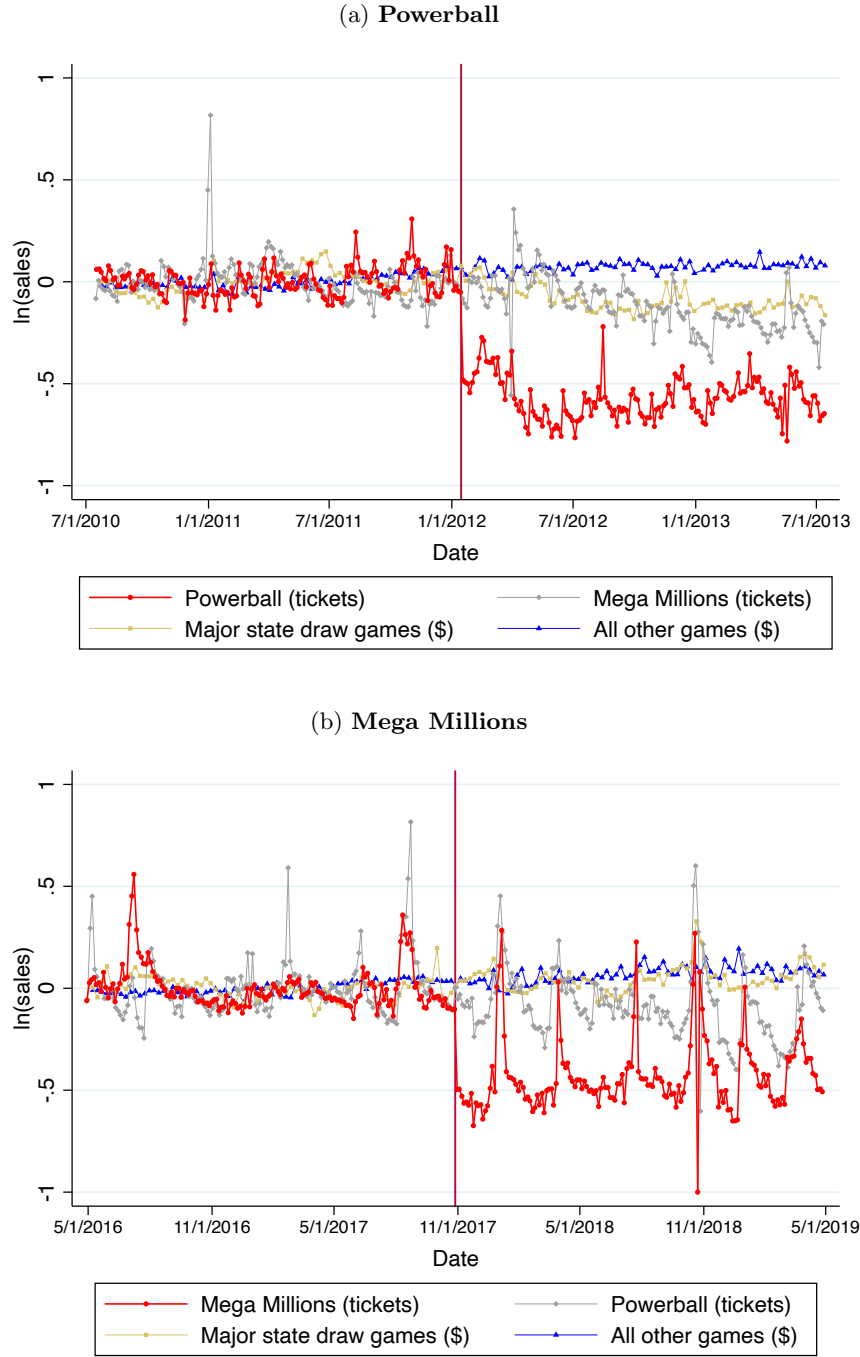 (a) Powerball
ln(sales)
1
.5
0
-.5
-1
7/1/2010 1/1/2011 7/1/2011 1/1/2012 7/1/2012 1/1/2013 7/1/2013
Date
Powerball (tickets) Mega Millions (tickets)
Major state draw games ($) All other games ($)
(b) Mega Millions
ln(sales)
1
.5
0
-.5
-1
5/1/2016 11/1/2016 5/1/2017 11/1/2017 5/1/2018 11/1/2018 5/1/2019
Date
Mega Millions (tickets) Powerball (tickets)
Major state draw games ($) All other games ($)